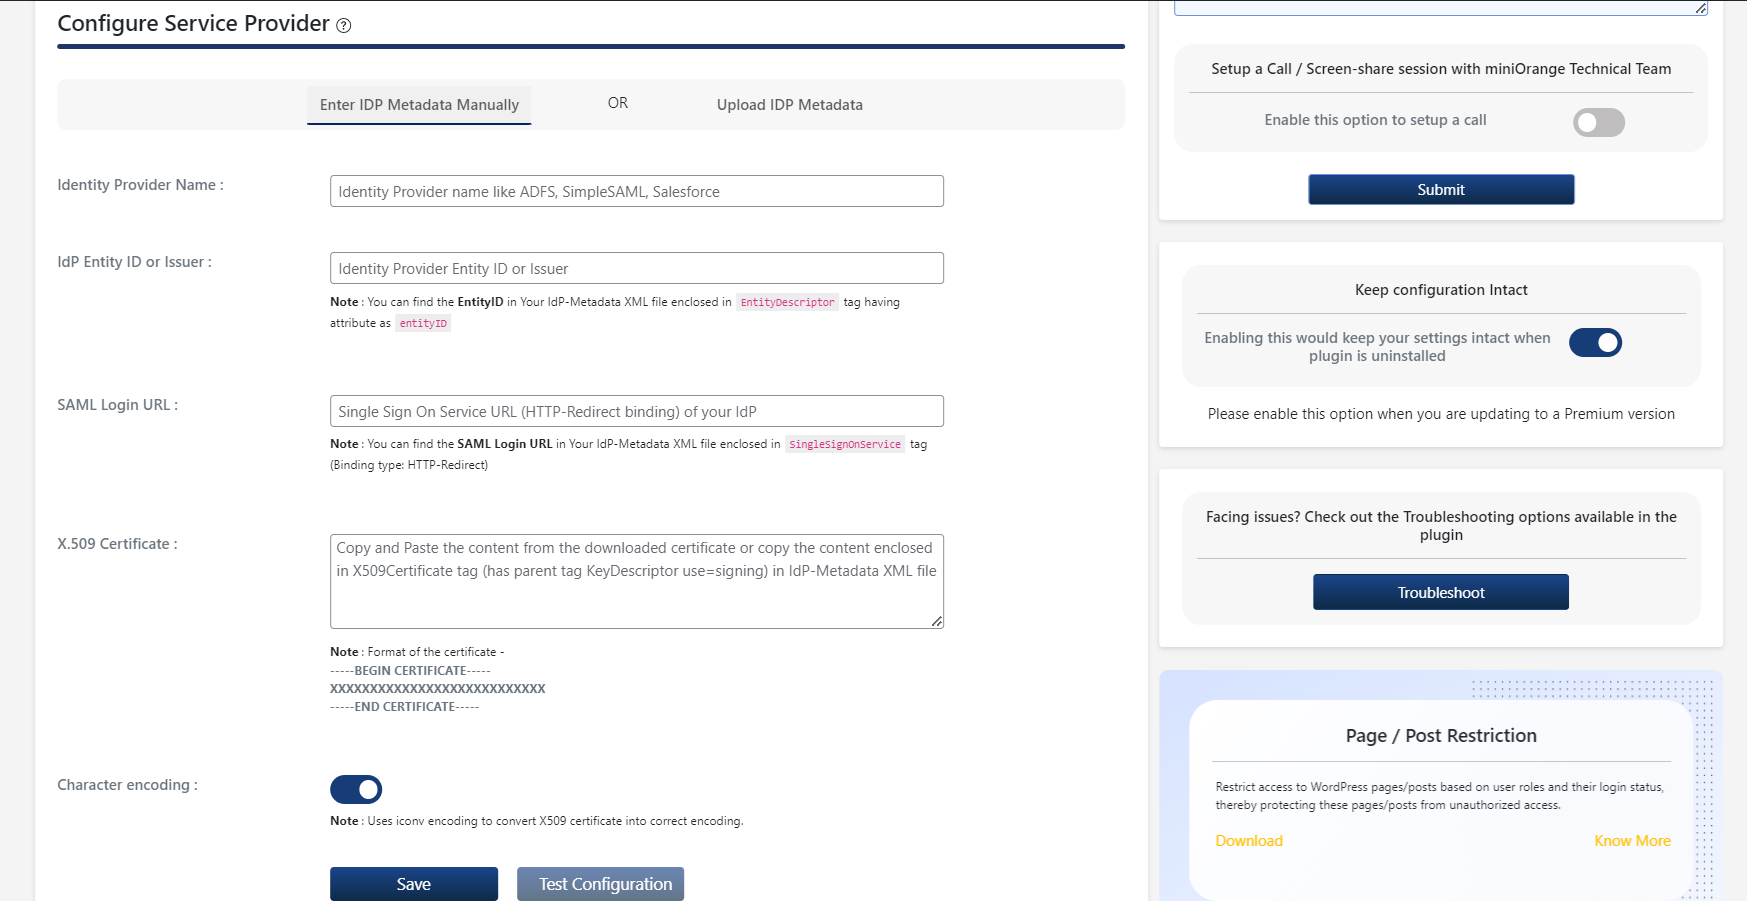 Configure Service Provider ?
Enter IDP Metadata Manually
OR
Upload IDP Metadata
Identity Provider Name :
Identity Provider name like ADFS, SimpleSAML, Salesforce
IdP Entity ID or Issuer :
Identity Provider Entity ID or Issuer
Note : You can find the EntityID in Your IdP-Metadata XML file enclosed in EntityDescriptor tag having
attribute as entityID
SAML Login URL :
Single Sign On Service URL (HTTP-Redirect binding) of your IdP
Note : You can find the SAML Login URL in Your IdP-Metadata XML file enclosed in SingleSignOnService tag
(Binding type: HTTP-Redirect)
X.509 Certificate :
Copy and Paste the content from the downloaded certificate or copy the content enclosed
in X509Certificate tag (has parent tag KeyDescriptor use=signing) in IdP-Metadata XML file
Note : Format of the certificate -
-----BEGIN CERTIFICATE-----
XXXXXXXXXXXXXXXXXXXXXXXXXXX
-----END CERTIFICATE-----
Character encoding :
Note : Uses iconv encoding to convert X509 certificate into correct encoding.
Save
Test Configuration
Setup a Call / Screen-share session with miniOrange Technical Team
Enable this option to setup a call
Submit
Keep configuration Intact
Enabling this would keep your settings intact when
plugin is uninstalled
Please enable this option when you are updating to a Premium version
Facing issues? Check out the Troubleshooting options available in the
plugin
Troubleshoot
Page / Post Restriction
Restrict access to WordPress pages/posts based on user roles and their login status,
thereby protecting these pages/posts from unauthorized access.
Download
Know More